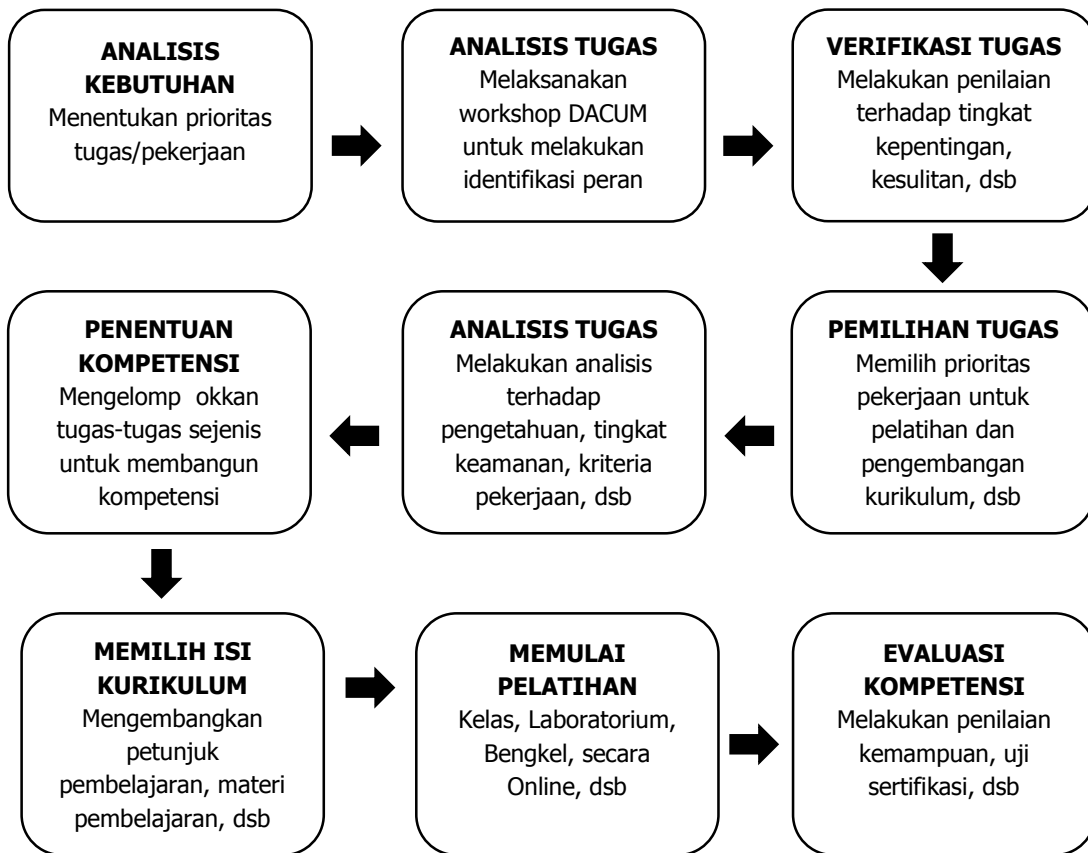 ANALISIS
KEBUTUHAN
Menentukan prioritas
tugas/pekerjaan
ANALISIS TUGAS
Melaksanakan
workshop DACUM
untuk melakukan
identifikasi peran
VERIFIKASI TUGAS
Melakukan penilaian
terhadap tingkat
kepentingan,
kesulitan, dsb
PEMILIHAN TUGAS
Memilih prioritas
pekerjaan untuk
pelatihan dan
pengembangan
kurikulum, dsb
ANALISIS TUGAS
Melakukan analisis
terhadap
pengetahuan, tingkat
keamanan, kriteria
pekerjaan, dsb
PENENTUAN
KOMPETENSI
Mengelomp okkan
tugas-tugas sejenis
untuk membangun
kompetensi
MEMILIH ISI
KURIKULUM
Mengembangkan
petunjuk
pembelajaran, materi
pembelajaran, dsb
MEMULAI
PELATIHAN
Kelas, Laboratorium,
Bengkel, secara
Online, dsb
EVALUASI
KOMPETENSI
Melakukan penilaian
kemampuan, uji
sertifikasi, dsb